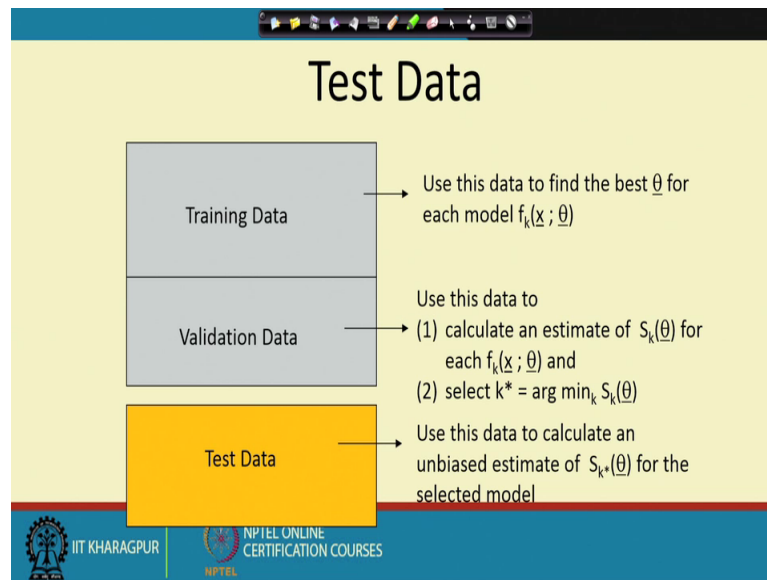 Test Data
Training Data
Use this data to find the best θ for
each model fk(x ; θ)
Validation Data
Use this data to
(1) calculate an estimate of Sk(θ) for
each fk(x ; θ) and
(2) select k* = arg mink Sk(θ)
Test Data
Use this data to calculate an
unbiased estimate of Sk*(θ) for the
selected model
IIT KHARAGPUR
NPTEL
NPTEL ONLINE
CERTIFICATION COURSES